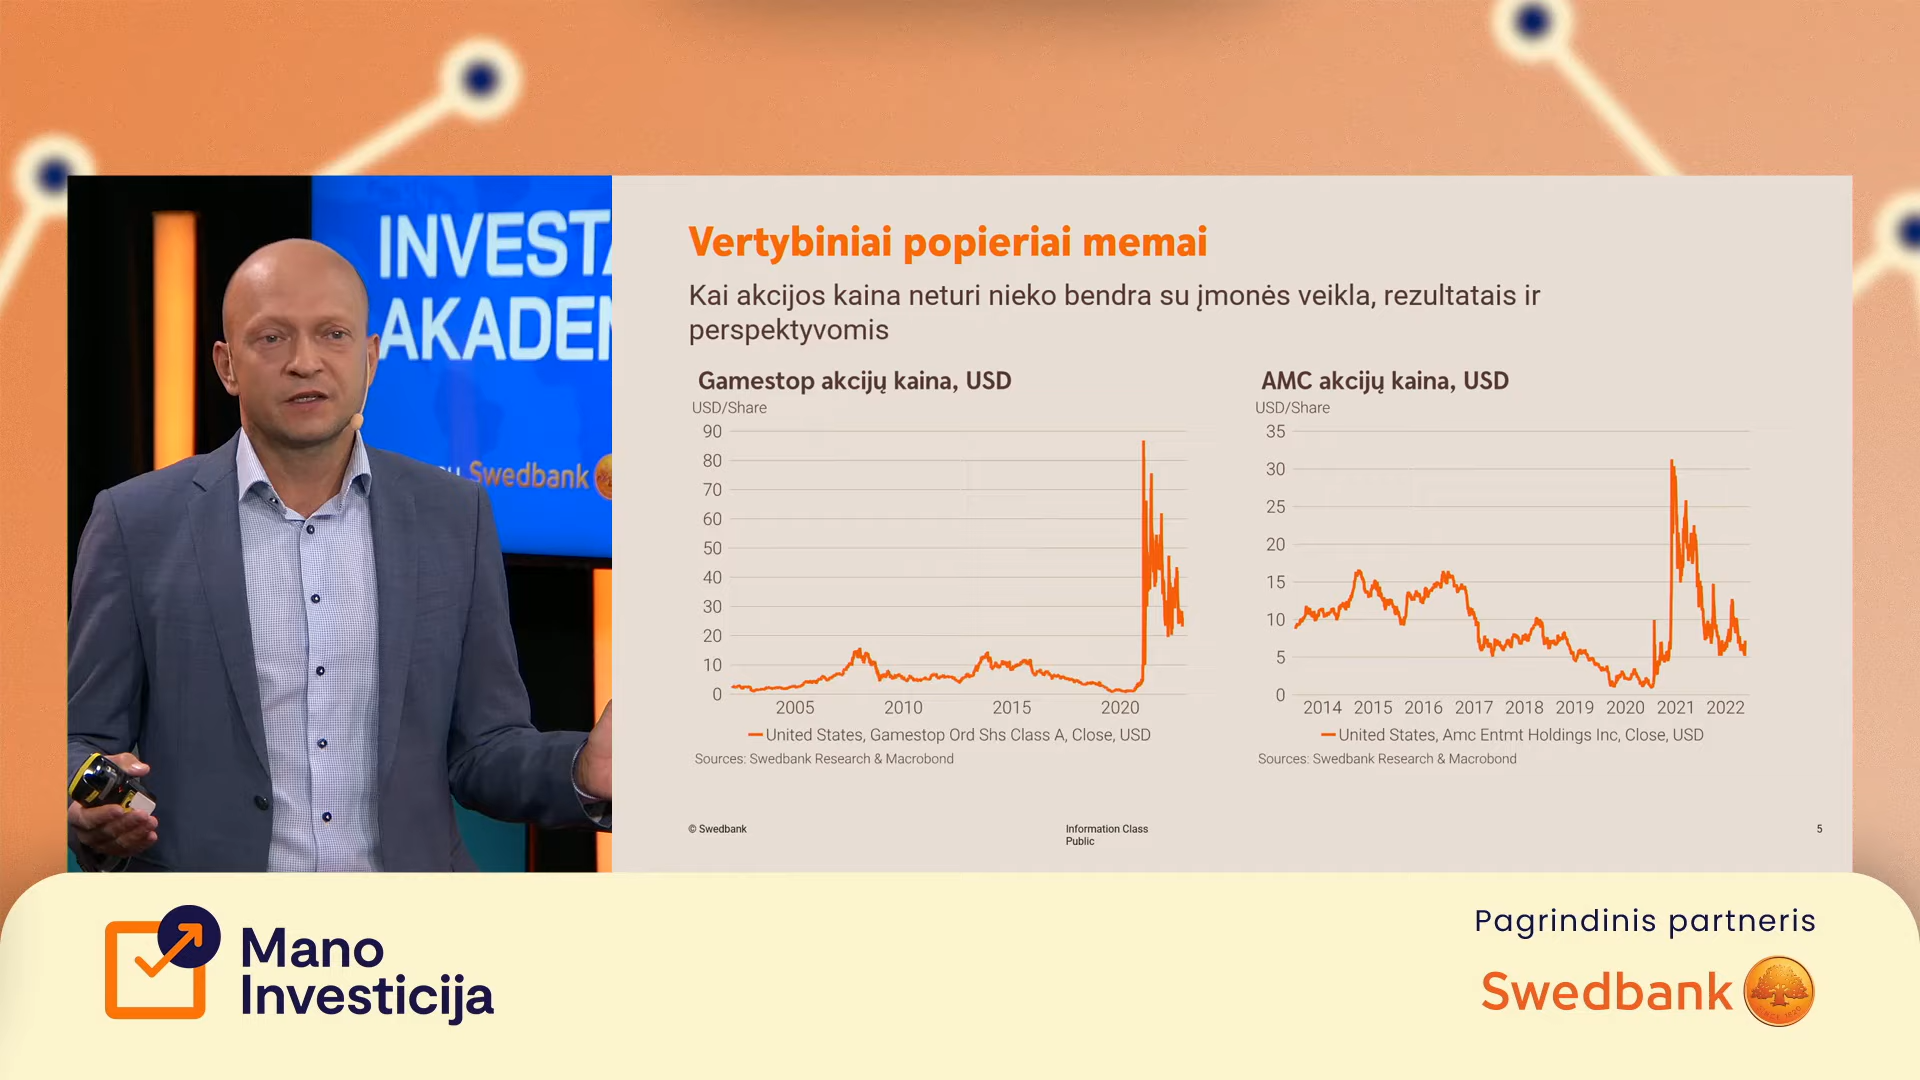 INVESTA
AKADEM
Swedbank
Vertybiniai popieriai memai
Kai akcijos kaina neturi nieko bendra su įmonės veikla, rezultatais ir
perspektyvomis
Gamestop akcijų kaina, USD
USD/Share
90
80
70
60
50
40
30
20
10
0
2005 2010 2015 2020
United States, Gamestop Ord Shs Class A, Close, USD
Sources: Swedbank Research & Macrobond
AMC akcijų kaina, USD
USD/Share
35
30
25
20
15
10
5
0
2014 2015 2016 2017 2018 2019 2020 2021 2022
United States, Amc Entmt Holdings Inc, Close, USD
Sources: Swedbank Research & Macrobond
© Swedbank
Information Class
Public
5
Mano
Investicija
Pagrindinis partneris
Swedbank